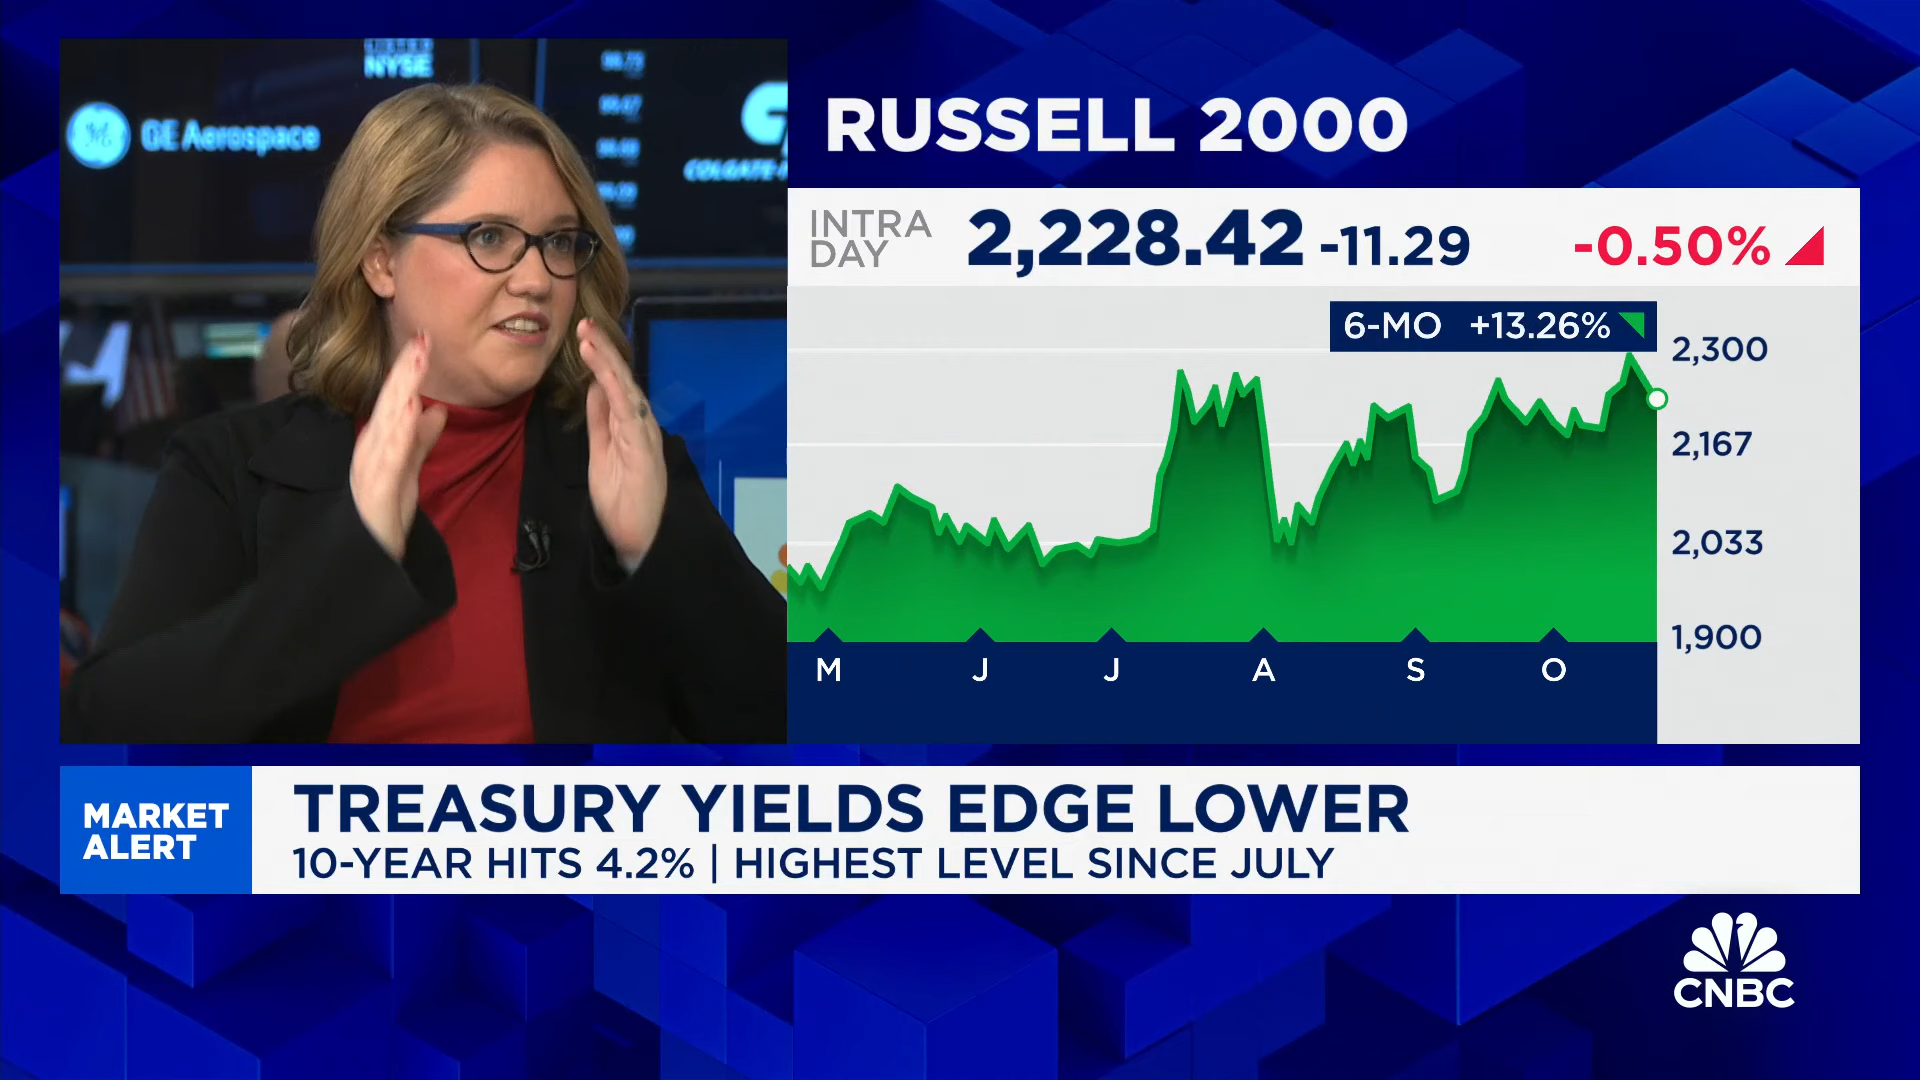 NYSE
GE Aerospace
COLGATE-
RUSSELL 2000
INTRA
DAY
2,228.42 -11.29 -0.50%
6-MO +13.26%
2,300
2,167
2,033
1,900
M J J A S O
MARKET
ALERT
TREASURY YIELDS EDGE LOWER
10-YEAR HITS 4.2% | HIGHEST LEVEL SINCE JULY
CNBC